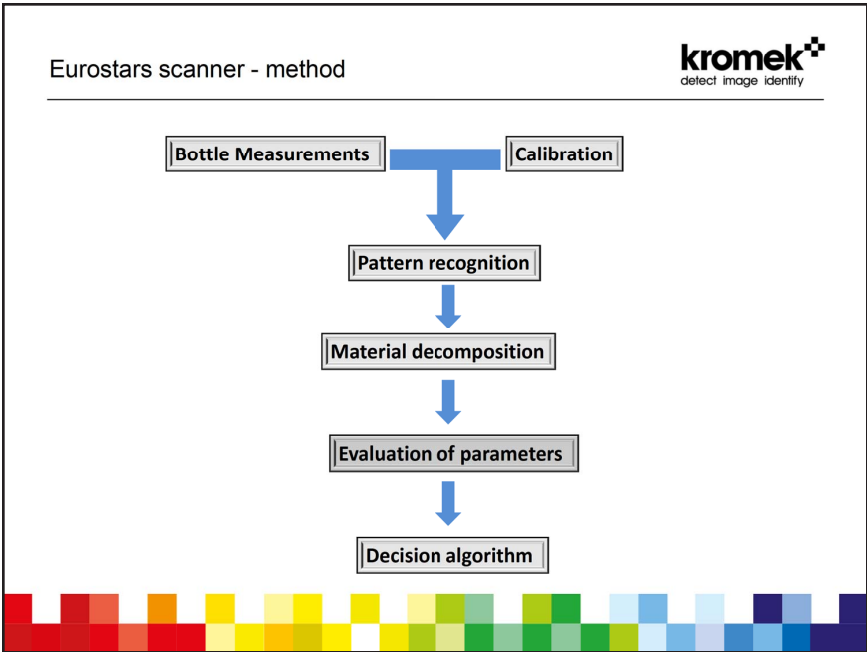 Eurostars scanner - method
kromek
detect image identify
Bottle Measurements
Calibration
Pattern recognition
Material decomposition
Evaluation of parameters
Decision algorithm